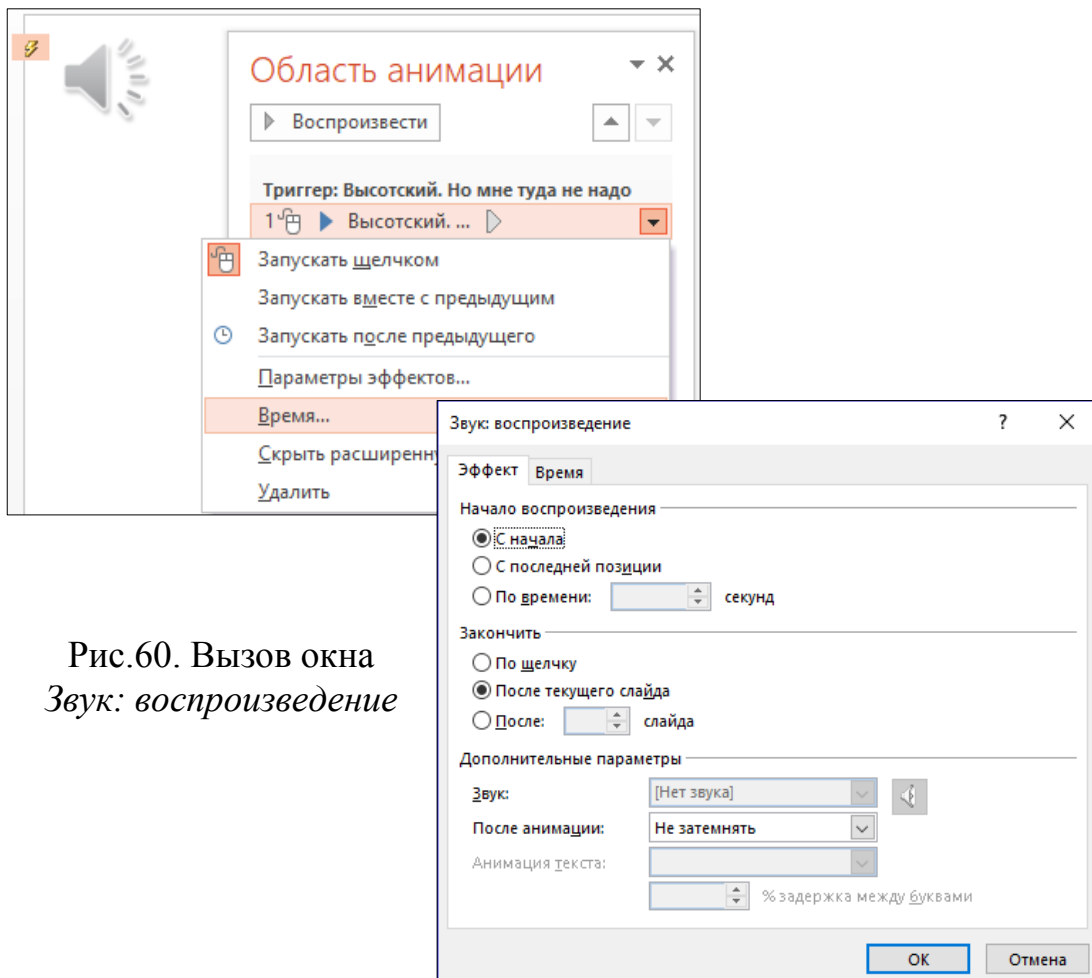 Область анимации
Воспроизвести
Триггер: Высотский. Но мне туда не надо
1 Высотский. ...
Запускать щелчком
Запускать вместе с предыдущим
Запускать после предыдущего
Параметры эффектов...
Время...
Скрыть расширенну
Удалить
Звук: воспроизведение ?
Эффект Время
Начало воспроизведения
С начала
С последней позиции
По времени: секунд
Закончить
По щелчку
После текущего слайда
После: слайда
Дополнительные параметры
Звук: [Нет звука]
После анимации: Не затемнять
Анимация текста:
% задержка между буквами
ОК Отмена
Рис.60. Вызов окна
Звук: воспроизведение